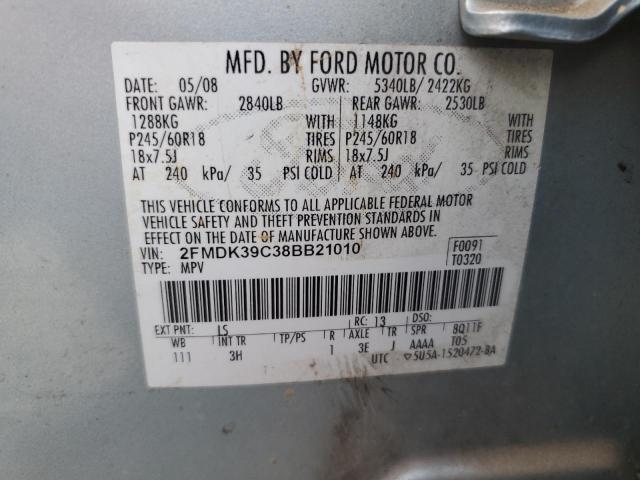 MFD. BY FORD MOTOR CO.
DATE: 05/08 GVWR: 5340LB/ 2422KG
FRONT GAWR: 2840LB REAR GAWR: 2530LB
1288KG WITH 1148KG WITH
P245/60R18 TIRES P245/60R18 TIRES
18x7.5J RIMS 18x7.5J RIMS
AT 240 kPa/ 35 PSI COLD AT 240 kPa/ 35 PSI COLD
THIS VEHICLE CONFORMS TO ALL APPLICABLE FEDERAL MOTOR
VEHICLE SAFETY AND THEFT PREVENTION STANDARDS IN
EFFECT ON THE DATE OF MANUFACTURE SHOWN ABOVE.
VIN: 2FMDK39C38BB21010 F0091
TYPE: MPV T0320
EXT PNT: LS RC: 13 DSO:
WB INT TR TP/PS R AXLE TR SPR 8Q11F
111 3H 1 3E J AAAA T05
UTC ▽5U5A-1520472-BA